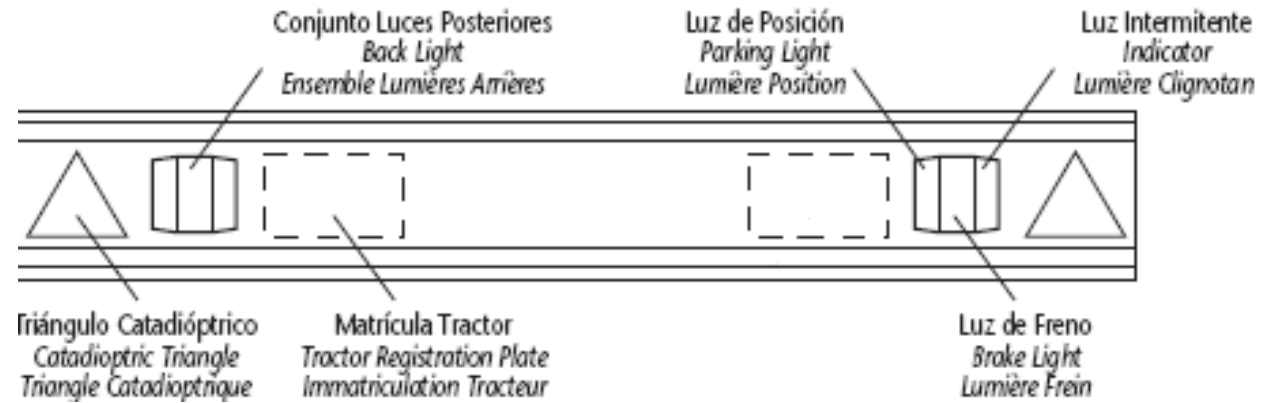 Conjunto Luces Posteriores
Back Light
Ensemble Lumières Arrières
Luz de Posición
Parking Light
Lumière Position
Luz Intermitente
Indicator
Lumière Clignotan
Triángulo Catadióptrico
Catadioptric Triangle
Triangle Catadioptrique
Matrícula Tractor
Tractor Registration Plate
Immatriculation Tracteur
Luz de Freno
Brake Light
Lumière Frein